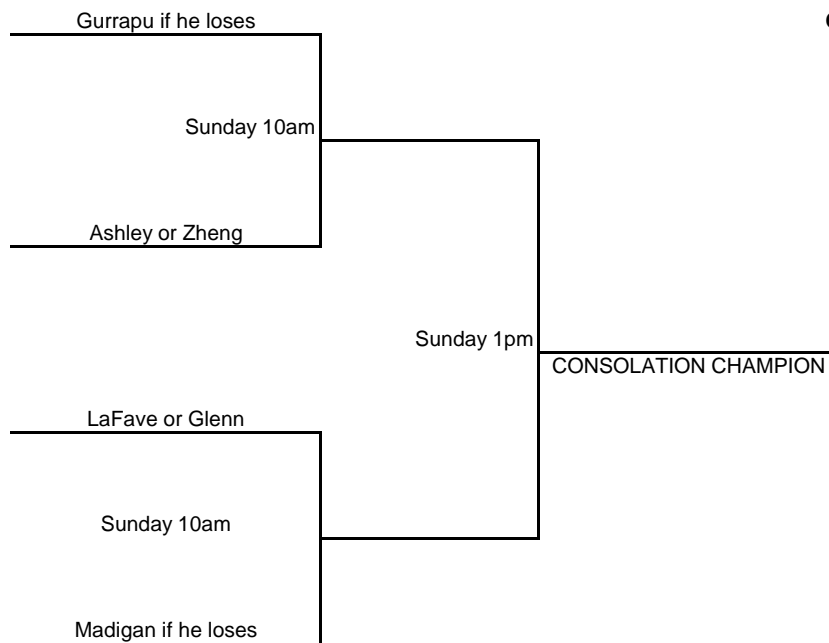 Gurrapu if he loses
Sunday 10am
Ashley or Zheng
Sunday 1pm
CONSOLATION CHAMPION
LaFave or Glenn
Sunday 10am
Madigan if he loses